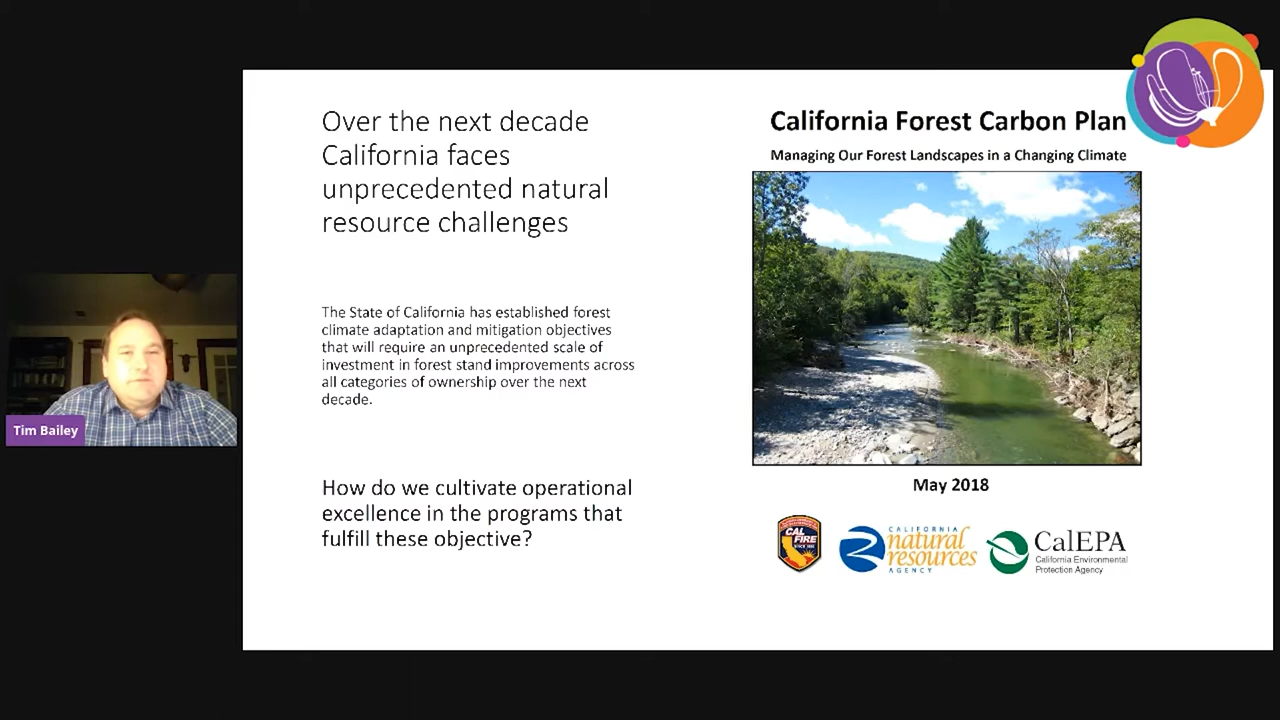 Over the next decade
California faces
unprecedented natural
resource challenges
The State of California has established forest
climate adaptation and mitigation objectives
that will require an unprecedented scale of
investment in forest stand improvements across
all categories of ownership over the next
decade.
How do we cultivate operational
excellence in the programs that
fulfill these objective?
California Forest Carbon Plan
Managing Our Forest Landscapes in a Changing Climate
May 2018
CAL
FIRE
CALIFORNIA
natural
resources
AGENCY
CalEPA
California Environmental
Protection Agency
Tim Bailey